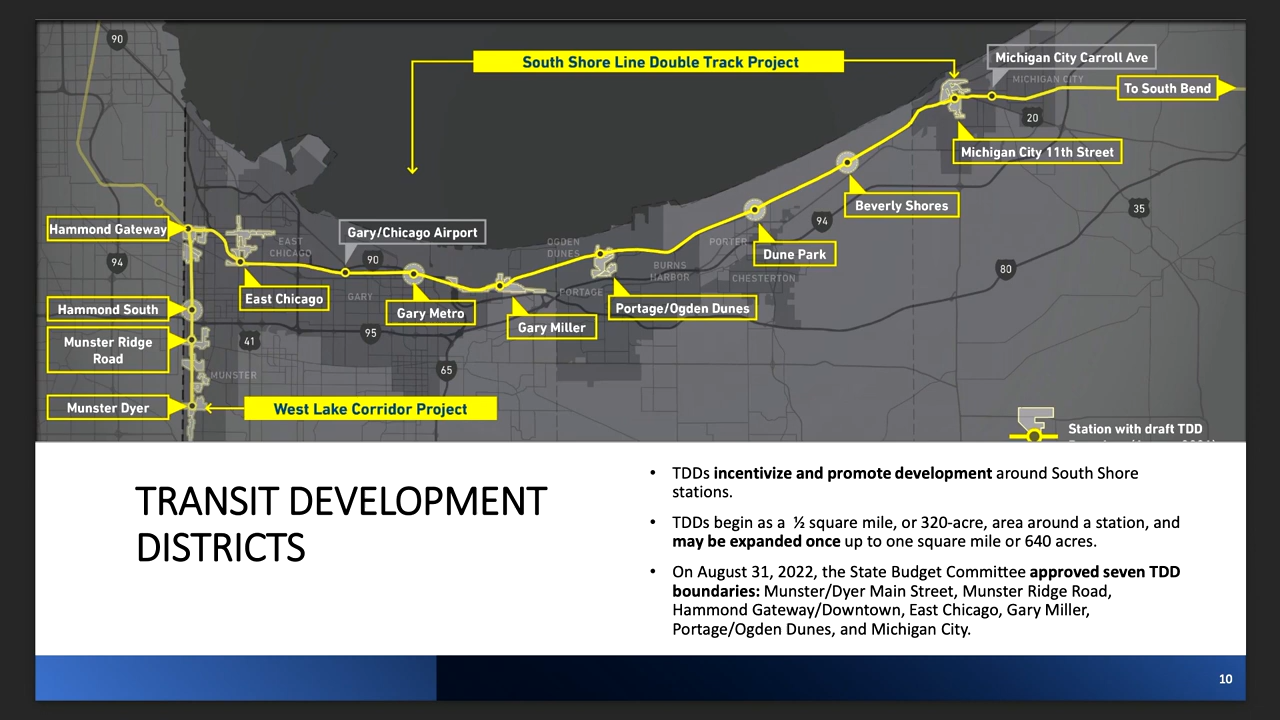 90
South Shore Line Double Track Project
Michigan City Carroll Ave
MICHIGAN CITY
To South Bend
20
Michigan City 11th Street
Beverly Shores
35
94
Hammond Gateway
Gary/Chicago Airport
EAST
CHICAGO
OGDEN
DUNES
PORTER
Dune Park
94
90
BURNS
HARBOR
80
CHESTERTON
East Chicago
GARY
PORTAGE
Hammond South
Gary Metro
Portage/Ogden Dunes
Gary Miller
95
41
Munster Ridge
Road
65
MUNSTER
Munster Dyer
West Lake Corridor Project
Station with draft TDD
TRANSIT DEVELOPMENT
DISTRICTS
• TDDs incentivize and promote development around South Shore
stations.
• TDDs begin as a ½ square mile, or 320-acre, area around a station, and
may be expanded once up to one square mile or 640 acres.
• On August 31, 2022, the State Budget Committee approved seven TDD
boundaries: Munster/Dyer Main Street, Munster Ridge Road,
Hammond Gateway/Downtown, East Chicago, Gary Miller,
Portage/Ogden Dunes, and Michigan City.
10